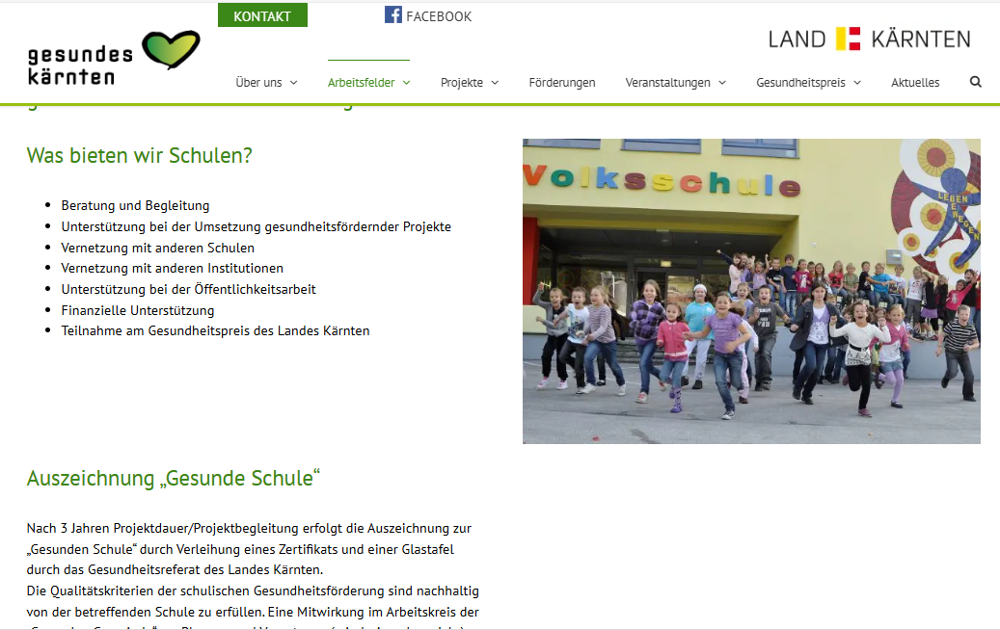 KONTAKT
FACEBOOK
gesundes
kärnten
LAND KÄRNTEN
Über uns
Arbeitsfelder
Projekte
Förderungen
Veranstaltungen
Gesundheitspreis
Aktuelles
Was bieten wir Schulen?
Beratung und Begleitung
Unterstützung bei der Umsetzung gesundheitsfördernder Projekte
Vernetzung mit anderen Schulen
Vernetzung mit anderen Institutionen
Unterstützung bei der Öffentlichkeitsarbeit
Finanzielle Unterstützung
Teilnahme am Gesundheitspreis des Landes Kärnten
Volksschule
LEBEN
BEWEGEN
Auszeichnung „Gesunde Schule“
Nach 3 Jahren Projektdauer/Projektbegleitung erfolgt die Auszeichnung zur
„Gesunden Schule“ durch Verleihung eines Zertifikats und einer Glastafel
durch das Gesundheitsreferat des Landes Kärnten.
Die Qualitätskriterien der schulischen Gesundheitsförderung sind nachhaltig
von der betreffenden Schule zu erfüllen. Eine Mitwirkung im Arbeitskreis der